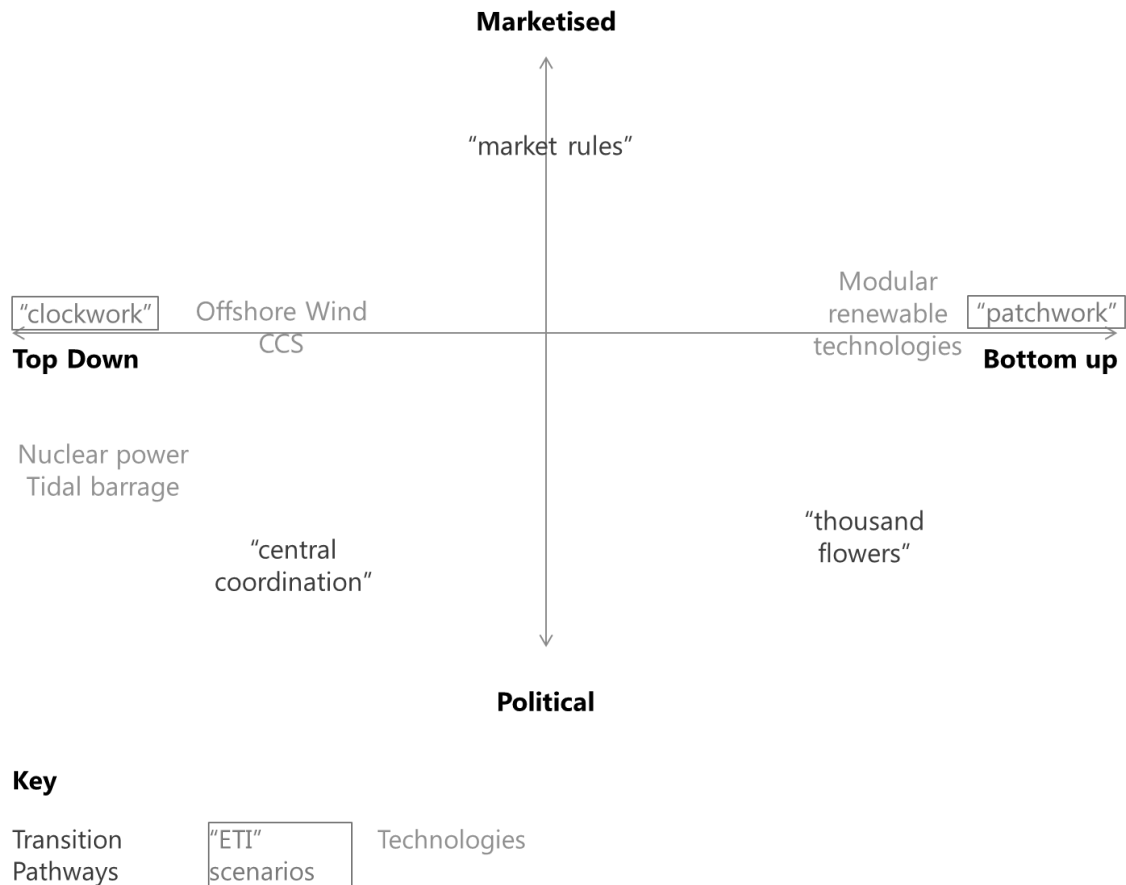 Marketised
“market rules”
Modular
“clockwork”
Offshore Wind
renewable
“patchwork”
CCS
technologies
Top Down
Bottom up
Nuclear power
Tidal barrage
“thousand
flowers”
“central
coordination”
Political
Key
Transition
Pathways
“ETI”
scenarios
Technologies